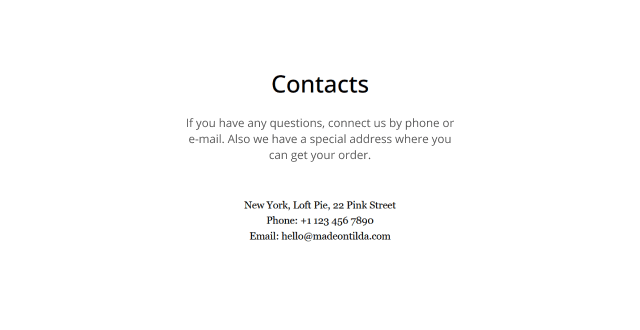 Contacts
If you have any questions, connect us by phone or
e-mail. Also we have a special address where you
can get your order.
New York, Loft Pie, 22 Pink Street
Phone: +1 123 456 7890
Email: hello@madeontilda.com